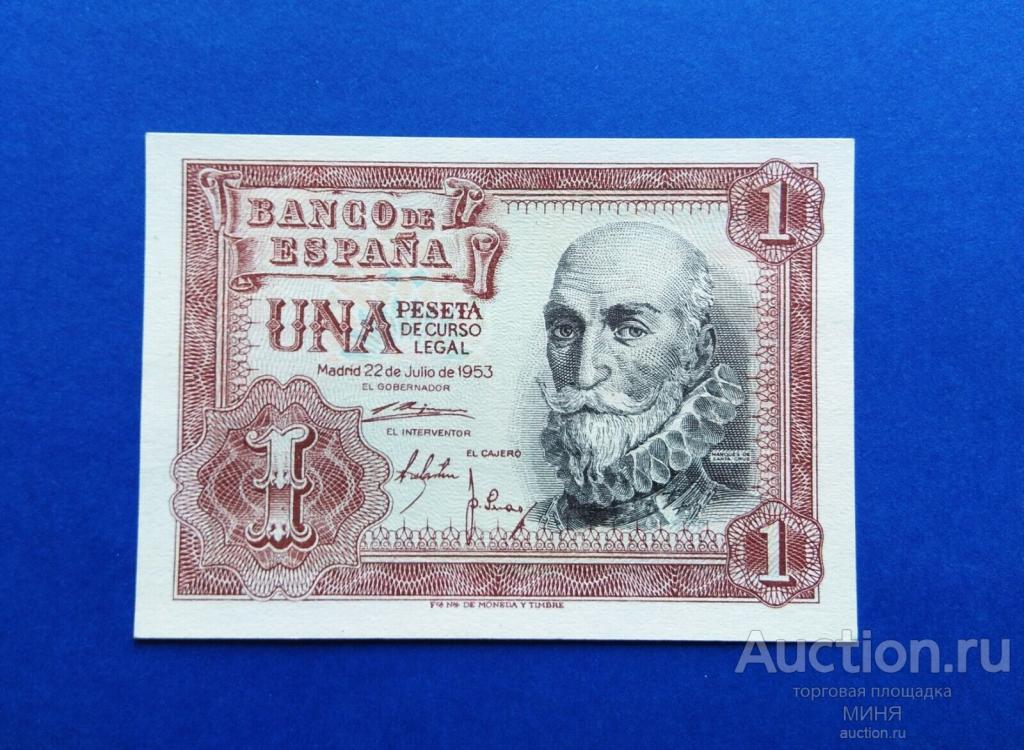 BANCO DE
ESPAÑA
1
UNA PESETA
DE CURSO
LEGAL
Madrid 22 de Julio de 1953
EL GOBERNADOR
EL INTERVENTOR
EL CAJERO
MARQUES DE
SANTA CRUZ
1
1
Fca Nal DE MONEDA Y TIMBRE
Auction.ru
торговая площадка
МИНЯ
auction.ru